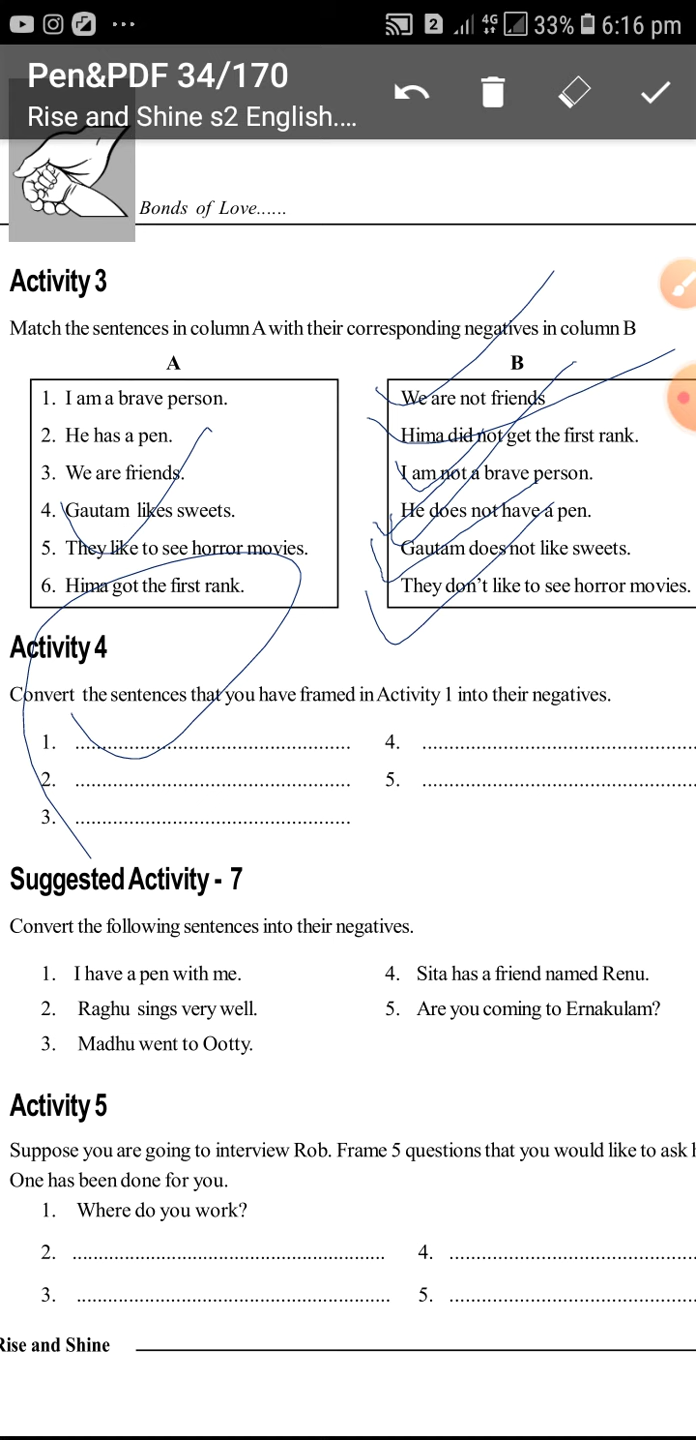 4G 33% 6:16 pm
2
Pen&PDF 34/170
Rise and Shine s2 English....
Bonds of Love......
Activity 3
Match the sentences in column A with their corresponding negatives in column B
A
1. I am a brave person.
2. He has a pen.
3. We are friends.
4. Gautam likes sweets.
5. They like to see horror movies.
6. Hima got the first rank.
B
We are not friends
Hima did not get the first rank.
I am not a brave person.
He does not have a pen.
Gautam does not like sweets.
They don't like to see horror movies.
Activity 4
Convert the sentences that you have framed in Activity 1 into their negatives.
1. ..................................................
2. ..................................................
3. ..................................................
4. ..................................................
5. ..................................................
Suggested Activity - 7
Convert the following sentences into their negatives.
1. I have a pen with me.
2. Raghu sings very well.
3. Madhu went to Ootty.
4. Sita has a friend named Renu.
5. Are you coming to Ernakulam?
Activity 5
Suppose you are going to interview Rob. Frame 5 questions that you would like to ask
One has been done for you.
1. Where do you work?
2. ..................................................
3. ..................................................
4. ..................................................
5. ..................................................
Rise and Shine